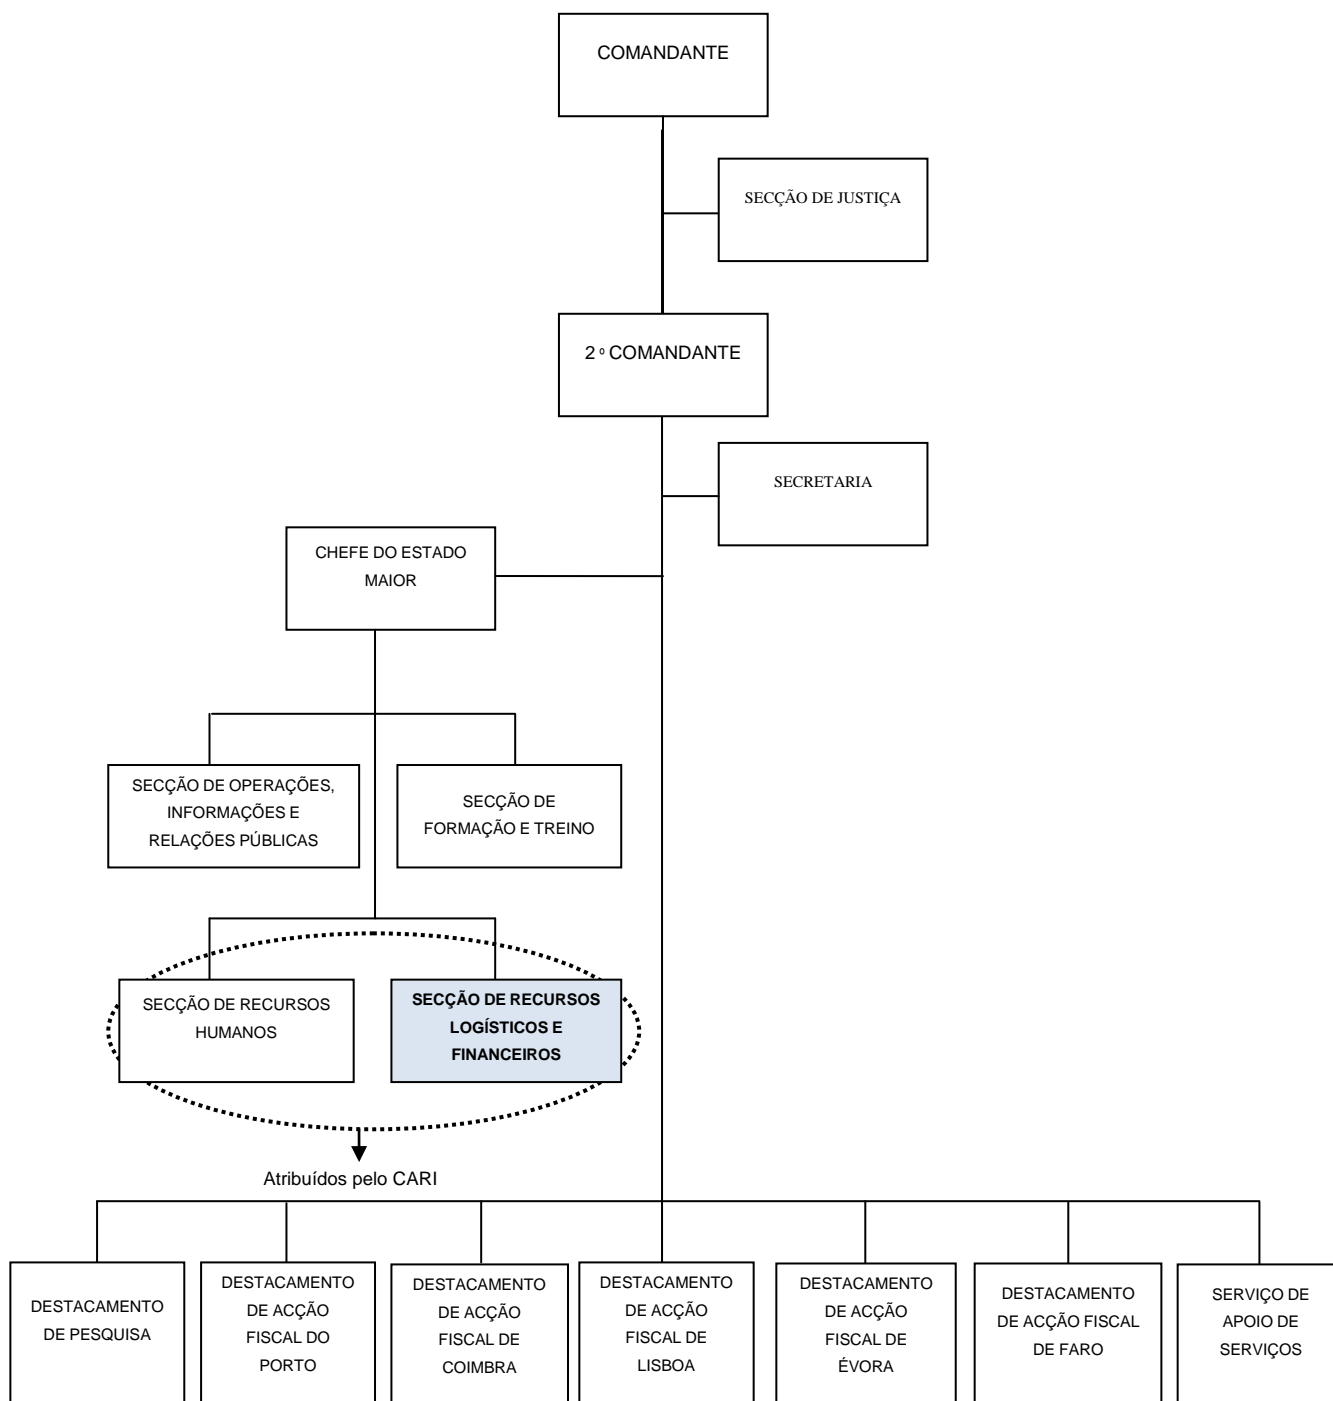 COMANDANTE
SECÇÃO DE JUSTIÇA
2º COMANDANTE
SECRETARIA
CHEFE DO ESTADO
MAIOR
SECÇÃO DE OPERAÇÕES,
INFORMAÇÕES E
RELAÇÕES PÚBLICAS
SECÇÃO DE
FORMAÇÃO E TREINO
SECÇÃO DE RECURSOS
HUMANOS
SECÇÃO DE RECURSOS
LOGÍSTICOS E
FINANCEIROS
Atribuídos pelo CARI
DESTACAMENTO
DE PESQUISA
DESTACAMENTO
DE ACÇÃO
FISCAL DO
PORTO
DESTACAMENTO
DE ACÇÃO
FISCAL DE
COIMBRA
DESTACAMENTO
DE ACÇÃO
FISCAL DE
LISBOA
DESTACAMENTO
DE ACÇÃO
FISCAL DE
ÉVORA
DESTACAMENTO
DE ACÇÃO FISCAL
DE FARO
SERVIÇO DE
APOIO DE
SERVIÇOS